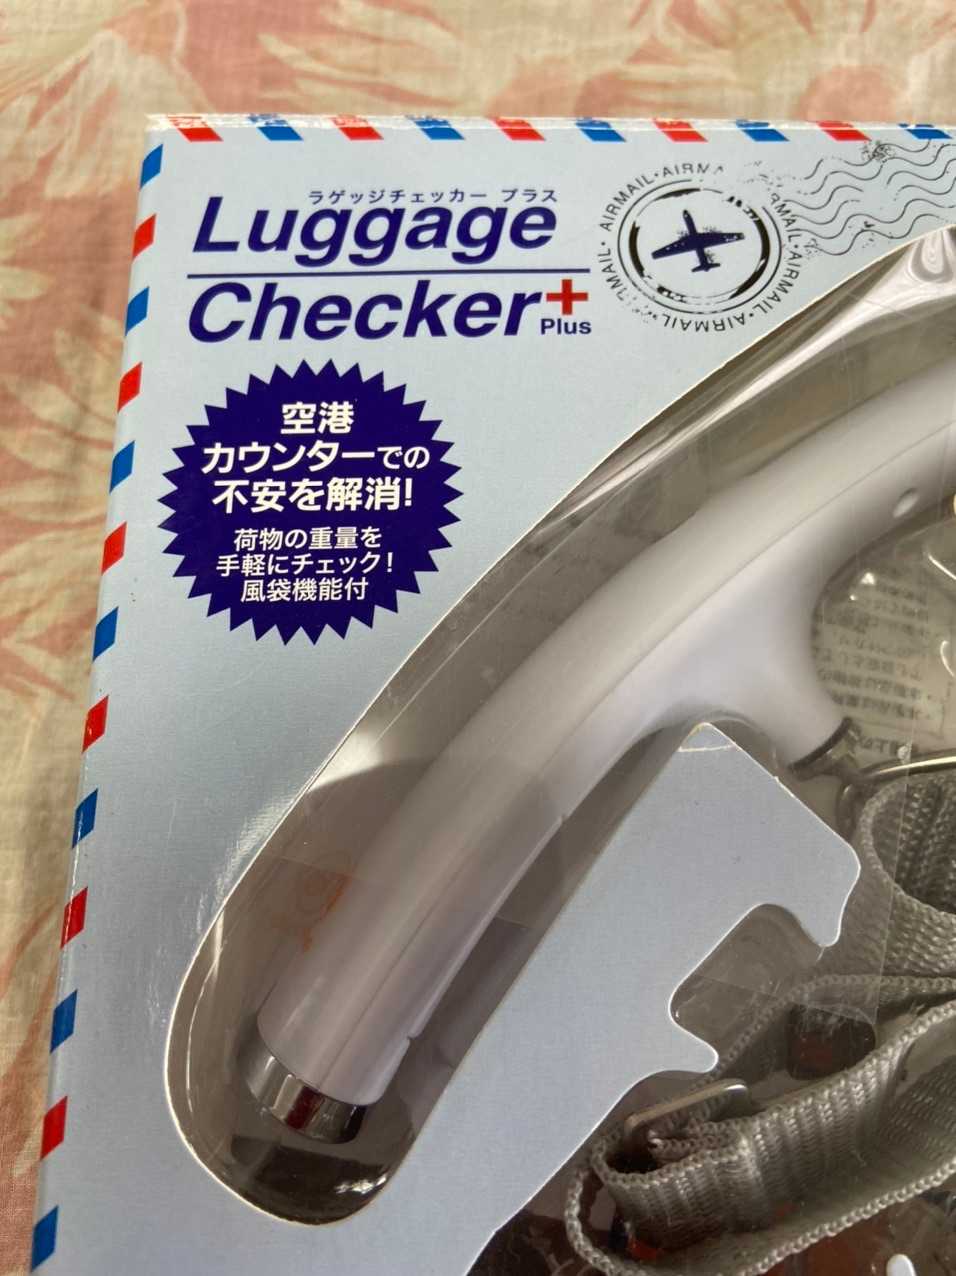 ラゲッジチェッカー プラス
Luggage
Checker+
Plus
AIRMAIL・AIRMAIL・AIRMAIL・AIRMAIL
空港
カウンターでの
不安を解消!
荷物の重量を
手軽にチェック!
風袋機能付